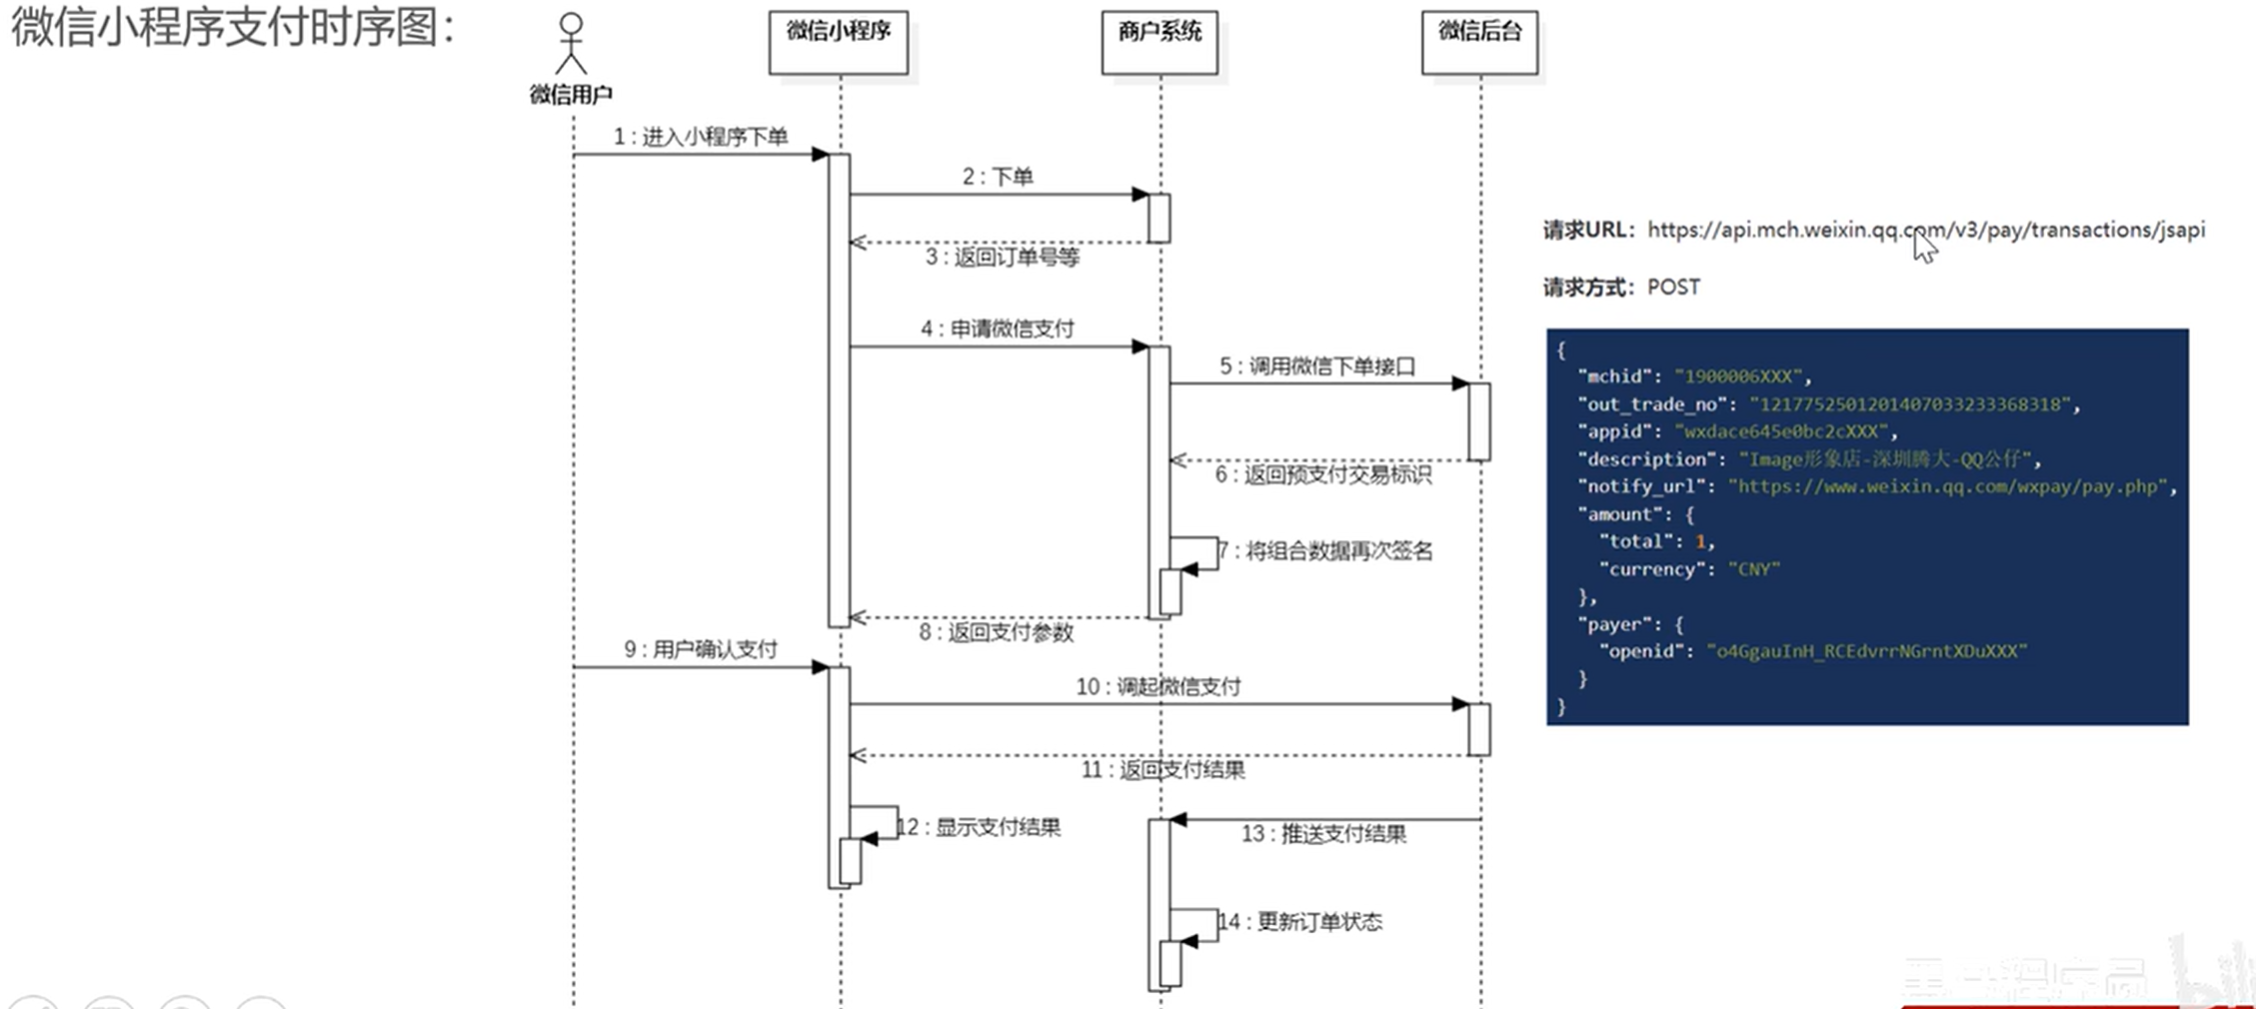 微信小程序支付时序图：
微信用户
微信小程序
商户系统
微信后台
1 : 进入小程序下单
2 : 下单
3 : 返回订单号等
4 : 申请微信支付
5 : 调用微信下单接口
6 : 返回预支付交易标识
7 : 将组合数据再次签名
8 : 返回支付参数
9 : 用户确认支付
10 : 调起微信支付
11 : 返回支付结果
12 : 显示支付结果
13 : 推送支付结果
14 : 更新订单状态
请求URL：https://api.mch.weixin.qq.com/v3/pay/transactions/jsapi
请求方式：POST
{
"mchid": "1900006XXX",
"out_trade_no": "1217752501201407033233368318",
"appid": "wxdace645e0bc2cXXX",
"description": "Image形象店-深圳腾大-QQ公仔",
"notify_url": "https://www.weixin.qq.com/wxpay/pay.php",
"amount": {
"total": 1,
"currency": "CNY"
},
"payer": {
"openid": "o4GgauInH_RCEdvrrNGrntXDuXXX"
}
}
黑马程序员